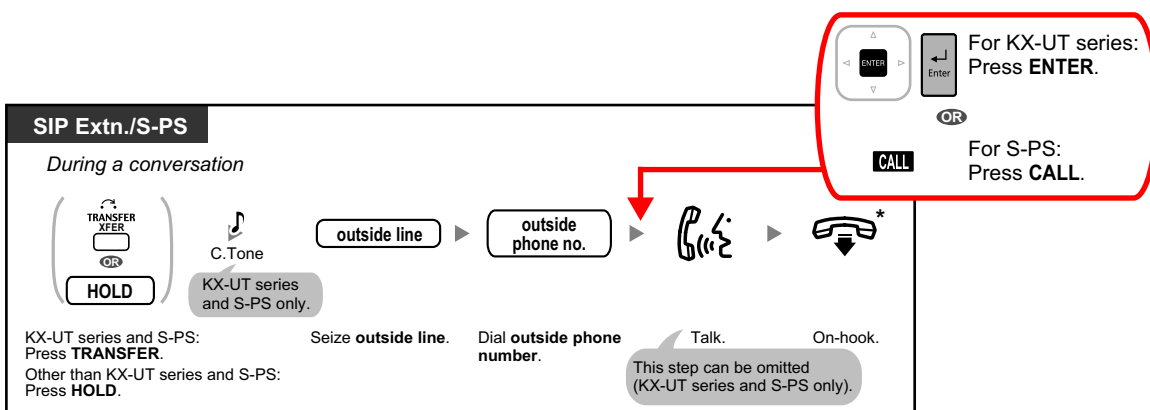 For KX-UT series:
Press ENTER.
ENTER
Enter
OR
For S-PS:
Press CALL.
CALL
SIP Extn./S-PS
During a conversation
TRANSFER
XFER
OR
HOLD
C.Tone
KX-UT series
and S-PS only.
outside line
outside
phone no.
*
KX-UT series and S-PS:
Press TRANSFER.
Other than KX-UT series and S-PS:
Press HOLD.
Seize outside line.
Dial outside phone
number.
Talk.
This step can be omitted
(KX-UT series and S-PS only).
On-hook.